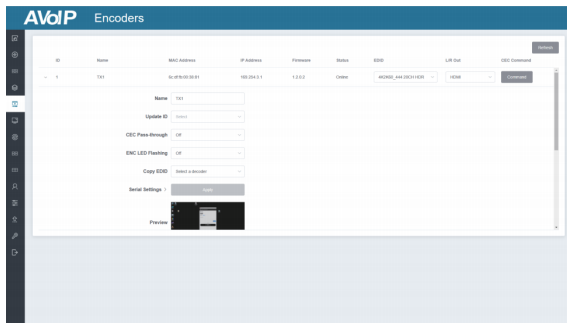 AVoIP Encoders
Refresh
ID Name MAC Address IP Address Firmware Status EDID L/R Out CEC Command
1 TX1 Online HDMI Command
Name TX1
Update ID Select
CEC Pass-through Off
ENC LED Flashing Off
Copy EDID Select a decoder
Serial Settings > Apply
Preview